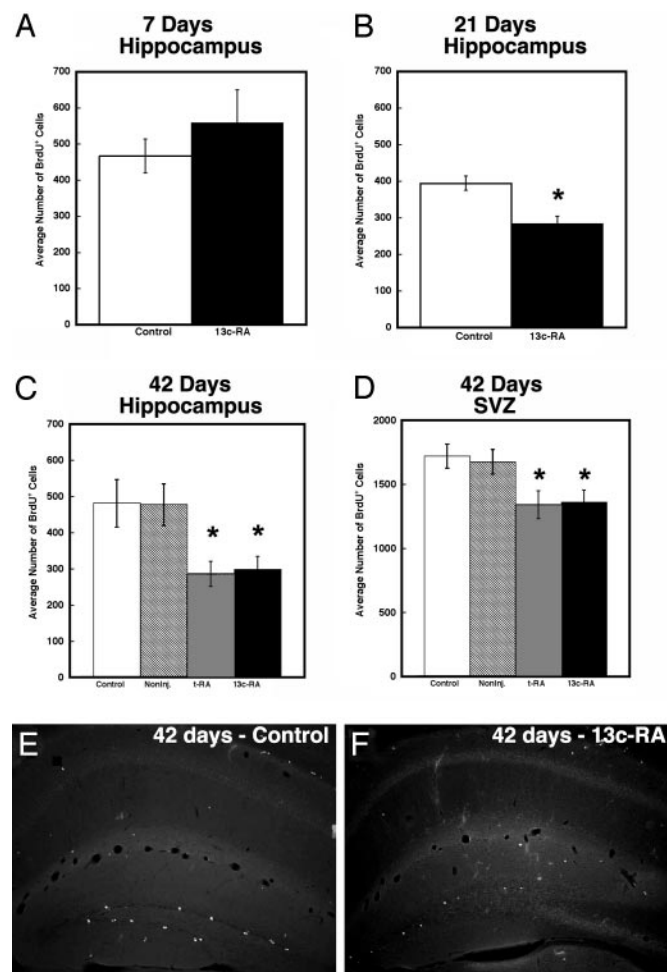 A
7 Days
Hippocampus
700
600
500
400
300
200
100
0
Average Number of BrdU⁺ Cells
Control
13c-RA
B
21 Days
Hippocampus
700
600
500
400
300
200
100
0
Average Number of BrdU⁺ Cells
*
Control
13c-RA
C
42 Days
Hippocampus
700
600
500
400
300
200
100
0
Average Number of BrdU⁺ Cells
* *
Control
NonInj.
t-RA
13c-RA
D
42 Days
SVZ
2000
1500
1000
500
0
Average Number of BrdU⁺ Cells
* *
Control
NonInj.
t-RA
13c-RA
E
42 days - Control
F
42 days - 13c-RA